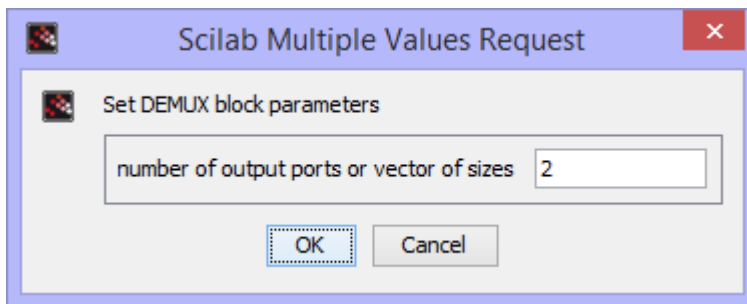 Scilab Multiple Values Request
×
Set DEMUX block parameters
number of output ports or vector of sizes 2
OK Cancel